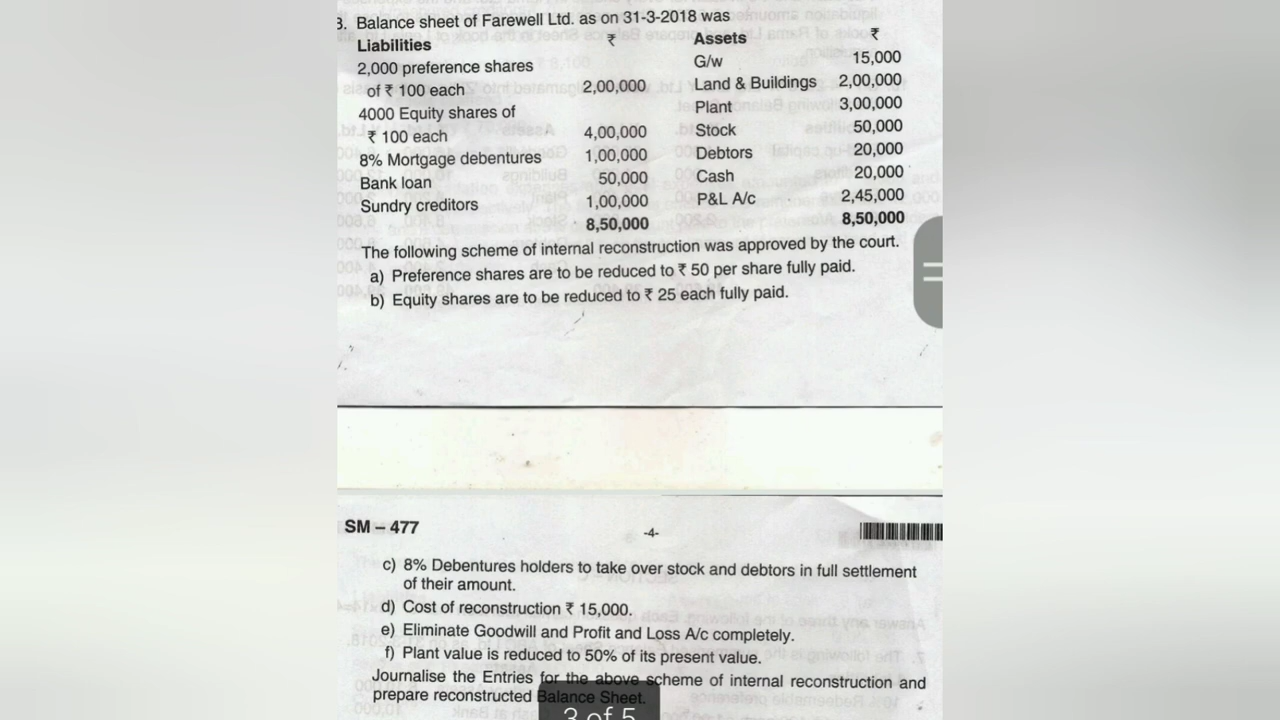 3. Balance sheet of Farewell Ltd. as on 31-3-2018 was
Liabilities ₹ Assets ₹
2,000 preference shares G/w 15,000
of ₹ 100 each 2,00,000 Land & Buildings 2,00,000
4000 Equity shares of Plant 3,00,000
₹ 100 each 4,00,000 Stock 50,000
8% Mortgage debentures 1,00,000 Debtors 20,000
Bank loan 50,000 Cash 20,000
Sundry creditors 1,00,000 P&L A/c 2,45,000
8,50,000 8,50,000
The following scheme of internal reconstruction was approved by the court.
a) Preference shares are to be reduced to ₹ 50 per share fully paid.
b) Equity shares are to be reduced to ₹ 25 each fully paid.
SM – 477 -4-
c) 8% Debentures holders to take over stock and debtors in full settlement
of their amount.
d) Cost of reconstruction ₹ 15,000.
e) Eliminate Goodwill and Profit and Loss A/c completely.
f) Plant value is reduced to 50% of its present value.
Journalise the Entries for the above scheme of internal reconstruction and
prepare reconstructed Balance Sheet.
3 of 5